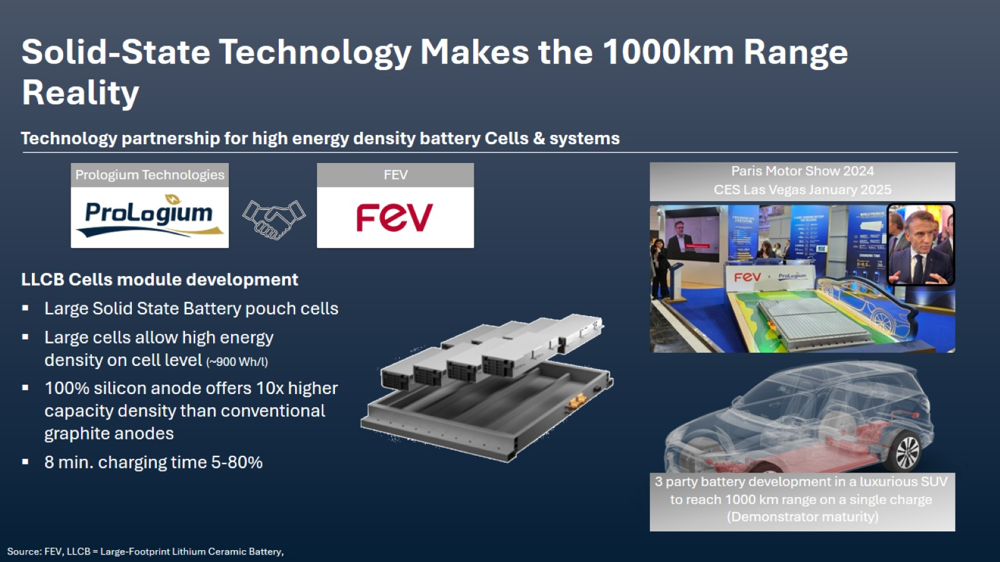 Solid-State Technology Makes the 1000km Range
Reality
Technology partnership for high energy density battery Cells & systems
Prologium Technologies
ProLogium
FEV
FEV
Paris Motor Show 2024
CES Las Vegas January 2025
FEV x ProLogium
LLCB Cells module development
▪ Large Solid State Battery pouch cells
▪ Large cells allow high energy
density on cell level (~900 Wh/l)
▪ 100% silicon anode offers 10x higher
capacity density than conventional
graphite anodes
▪ 8 min. charging time 5-80%
3 party battery development in a luxurious SUV
to reach 1000 km range on a single charge
(Demonstrator maturity)
Source: FEV, LLCB = Large-Footprint Lithium Ceramic Battery,